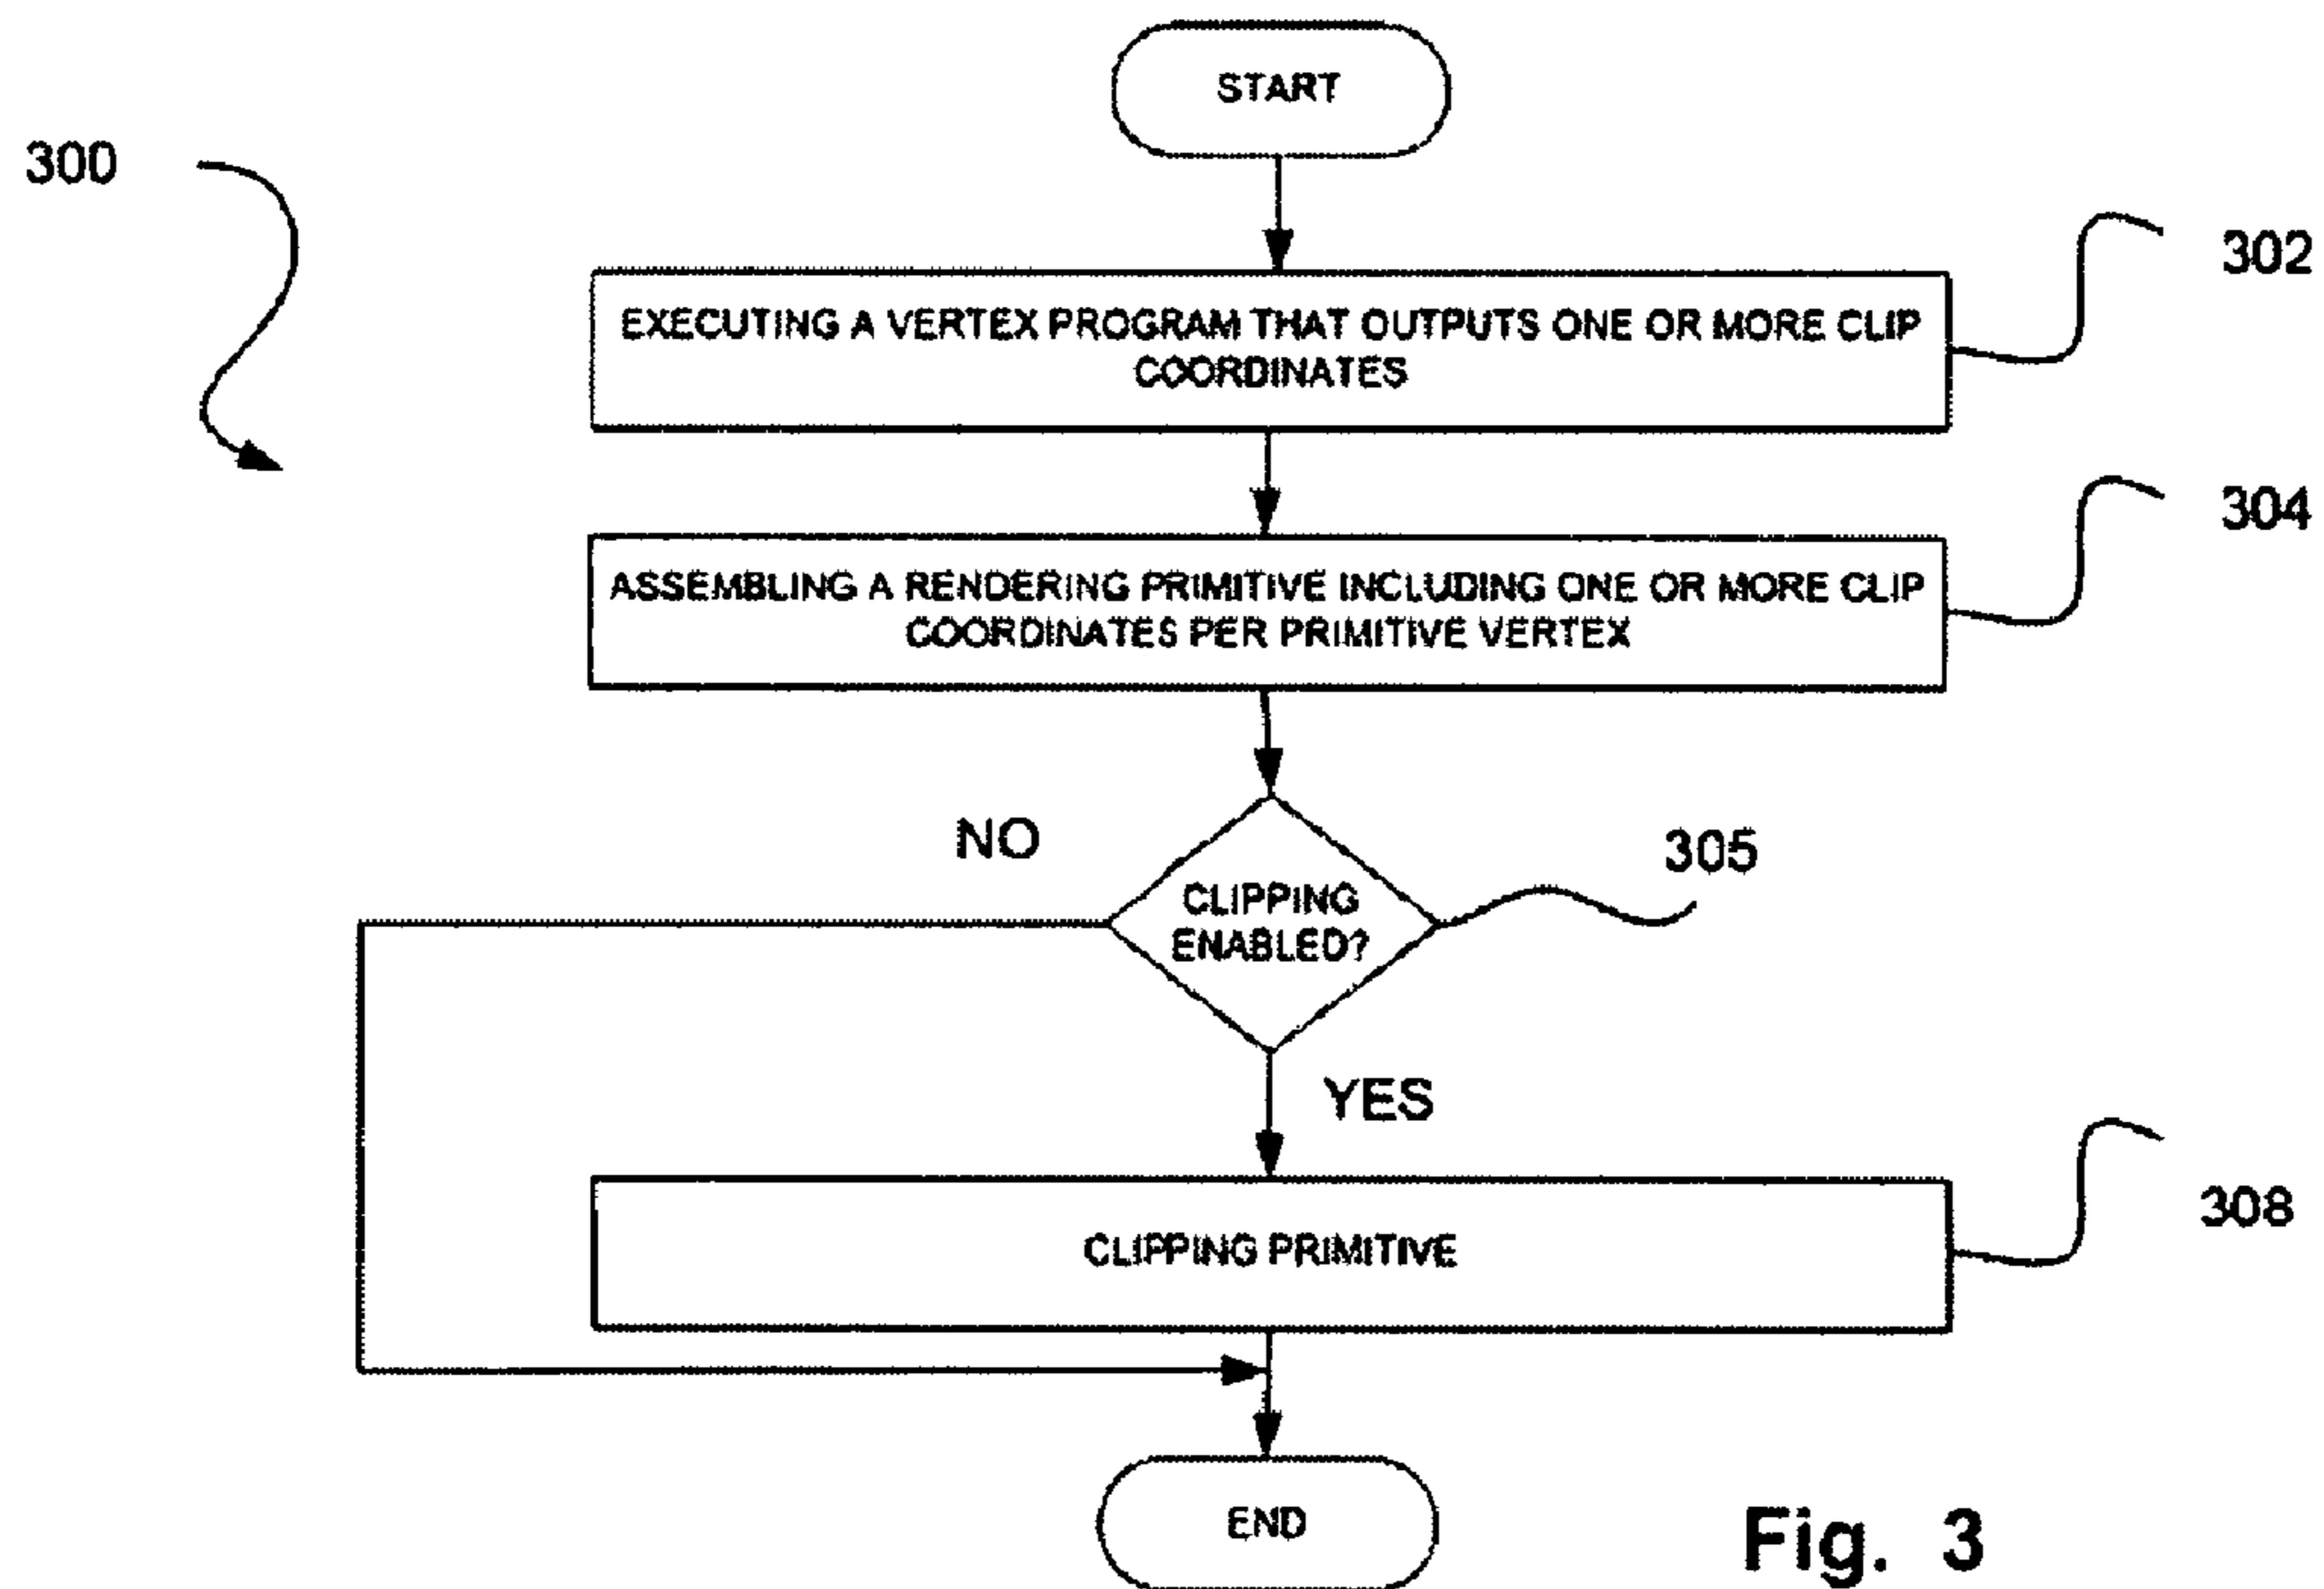 START
300
302
EXECUTING A VERTEX PROGRAM THAT OUTPUTS ONE OR MORE CLIP
COORDINATES
304
ASSEMBLING A RENDERING PRIMITIVE INCLUDING ONE OR MORE CLIP
COORDINATES PER PRIMITIVE VERTEX
NO
305
CLIPPING
ENABLED?
YES
308
CLIPPING PRIMITIVE
END
Fig. 3